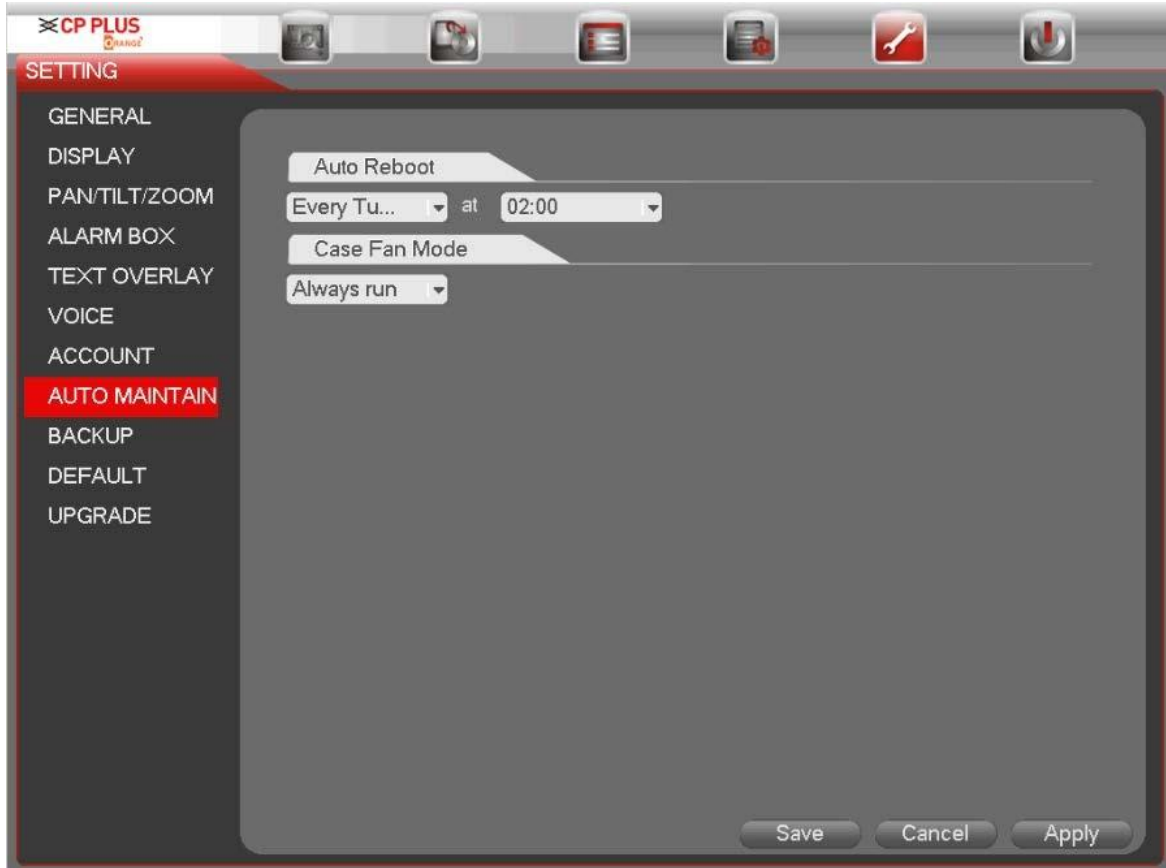 CP PLUS
ORANGE
SETTING
GENERAL
DISPLAY
PAN/TILT/ZOOM
ALARM BOX
TEXT OVERLAY
VOICE
ACCOUNT
AUTO MAINTAIN
BACKUP
DEFAULT
UPGRADE
Auto Reboot
Every Tu... at 02:00
Case Fan Mode
Always run
Save Cancel Apply